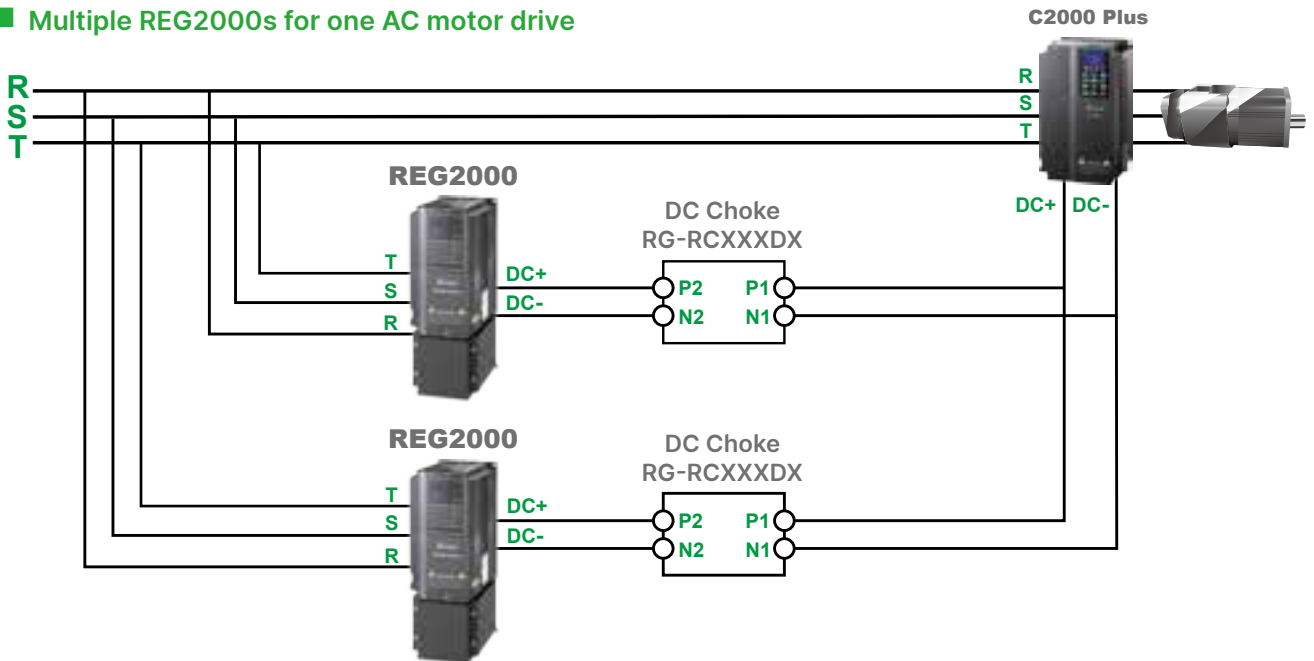 Multiple REG2000s for one AC motor drive
C2000 Plus
R
S
T
R
S
T
DC+ DC-
REG2000
DC Choke
RG-RCXXXDX
T
S
R
DC+
DC-
P2 P1
N2 N1
REG2000
DC Choke
RG-RCXXXDX
T
S
R
DC+
DC-
P2 P1
N2 N1